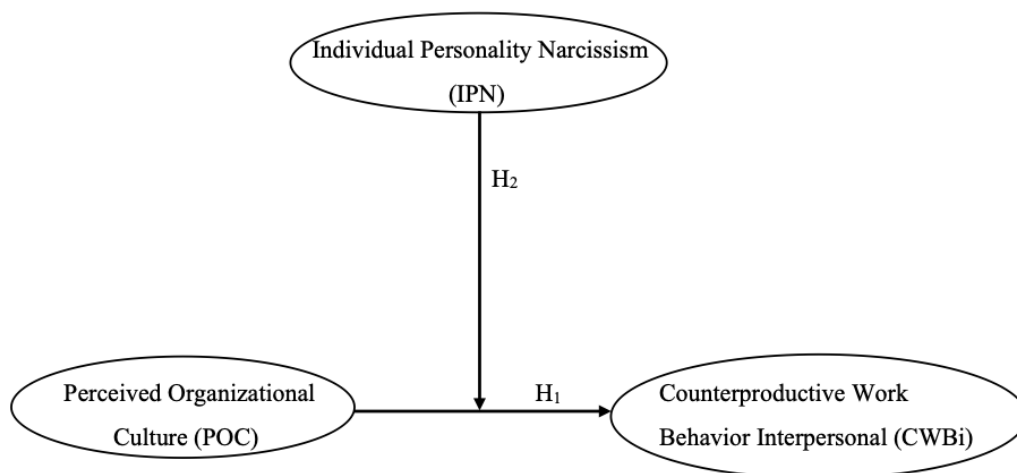 Individual Personality Narcissism
(IPN)
H₂
H₁
Perceived Organizational
Culture (POC)
Counterproductive Work
Behavior Interpersonal (CWBi)